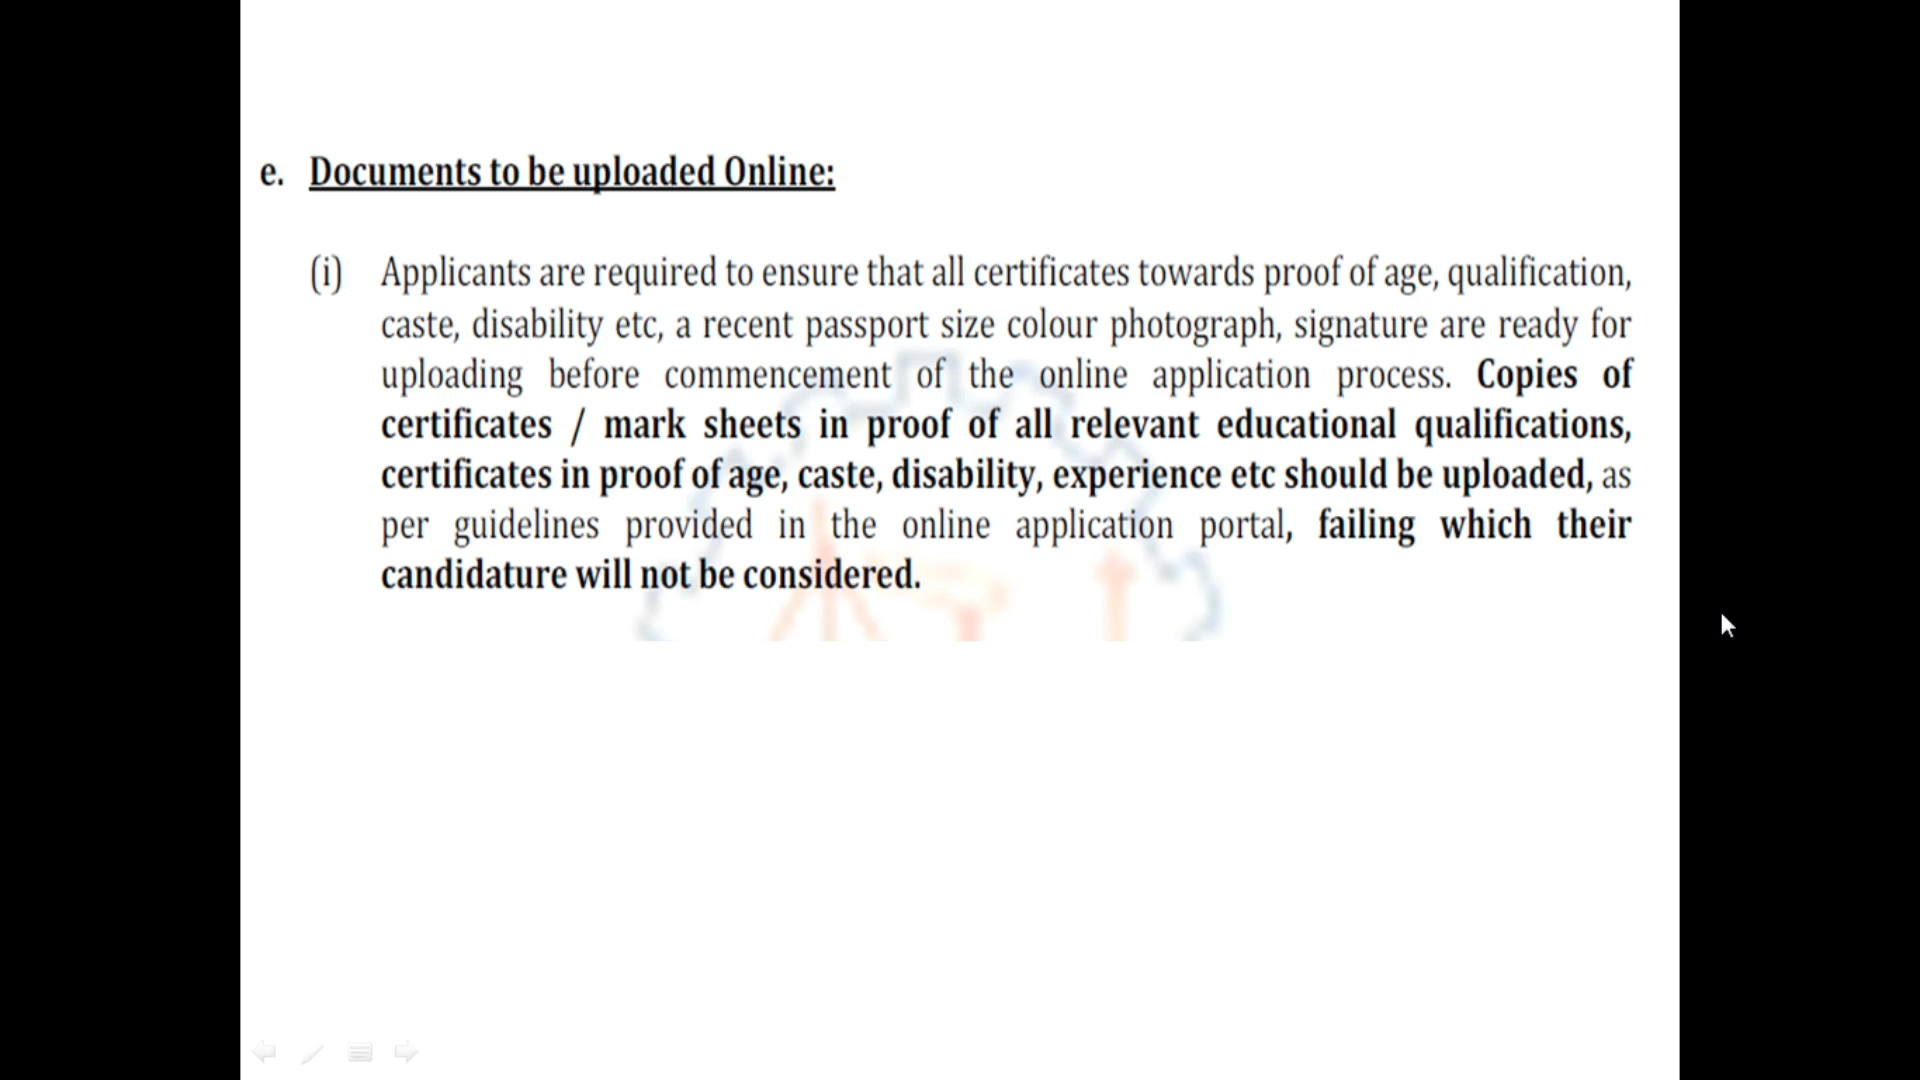 e. Documents to be uploaded Online:
(i) Applicants are required to ensure that all certificates towards proof of age, qualification,
caste, disability etc, a recent passport size colour photograph, signature are ready for
uploading before commencement of the online application process. Copies of
certificates / mark sheets in proof of all relevant educational qualifications,
certificates in proof of age, caste, disability, experience etc should be uploaded, as
per guidelines provided in the online application portal, failing which their
candidature will not be considered.